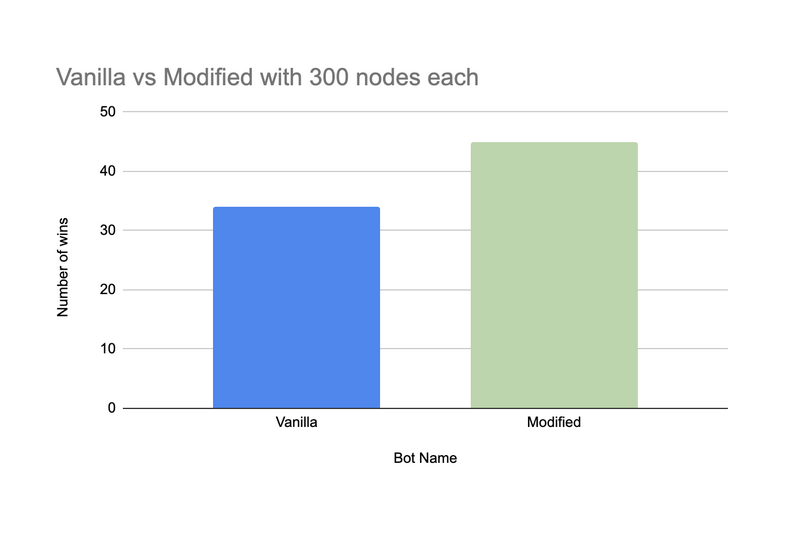 Vanilla vs Modified with 300 nodes each
50
40
30
20
10
0
Number of wins
Vanilla
Modified
Bot Name